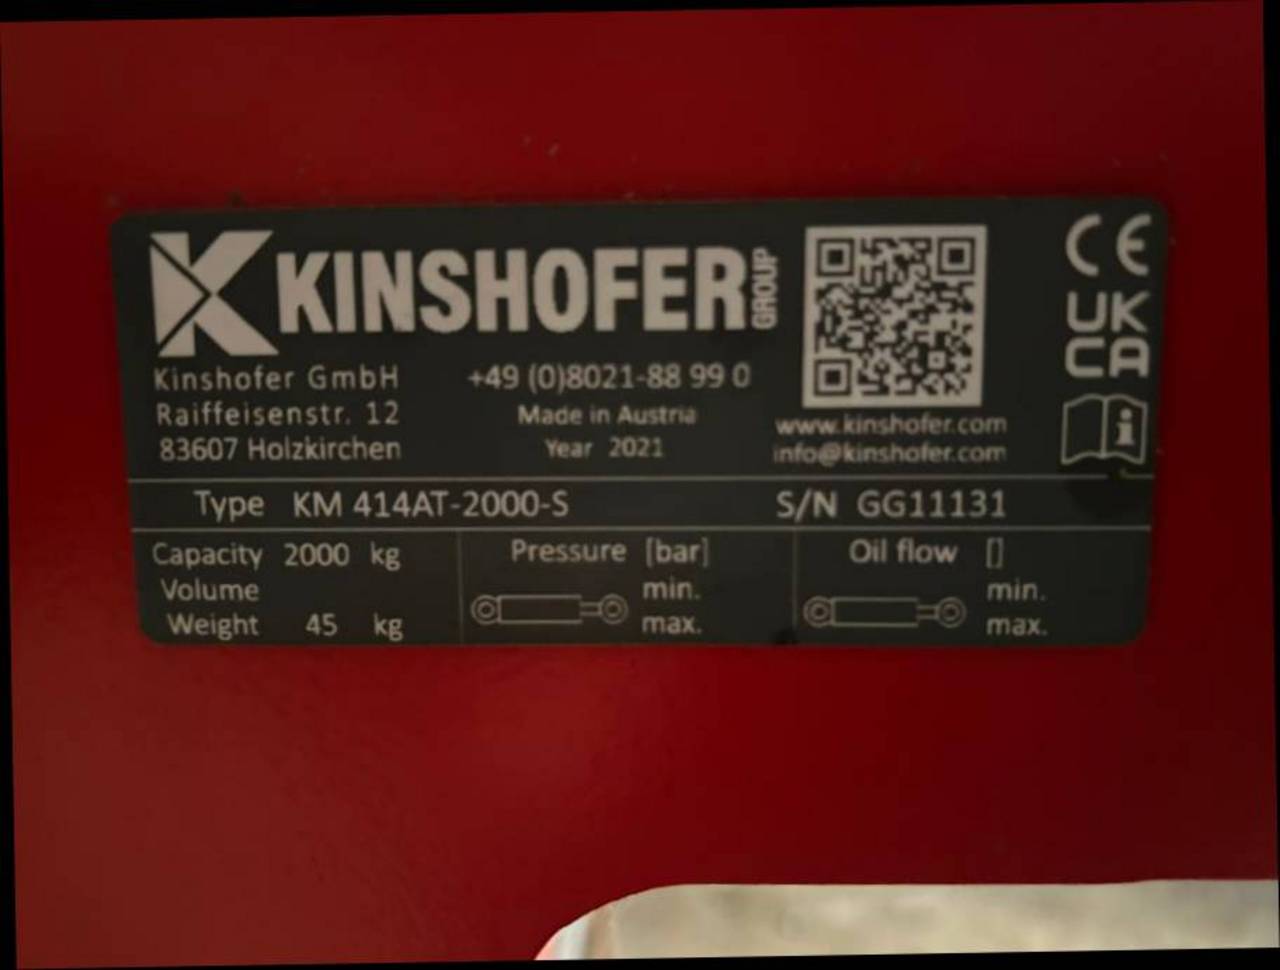 KINSHOFER GROUP
Kinshofer GmbH
Raiffeisenstr. 12
83607 Holzkirchen
+49 (0)8021-88 99 0
Made in Austria
Year 2021
www.kinshofer.com
info@kinshofer.com
CE
UK
CA
i
Type KM 414AT-2000-S S/N GG11131
Capacity 2000 kg
Volume
Weight 45 kg
Pressure [bar]
min.
max.
Oil flow []
min.
max.